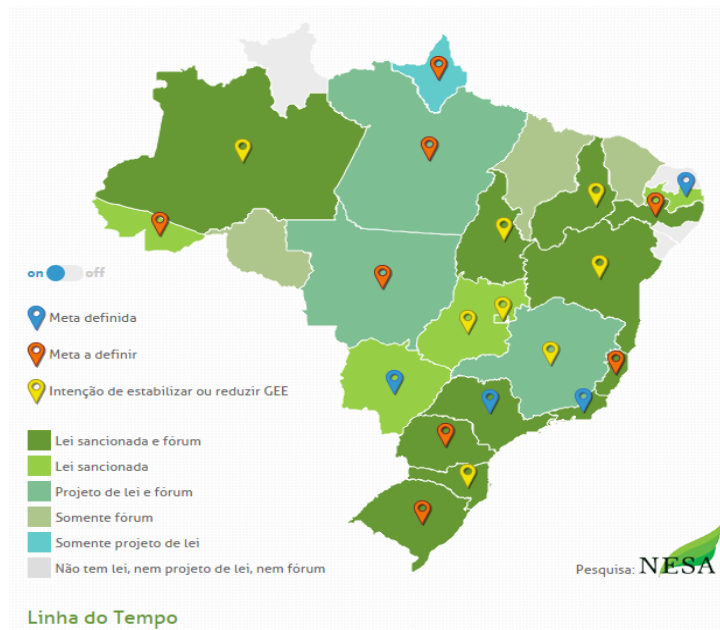 on off
Meta definida
Meta a definir
Intenção de estabilizar ou reduzir GEE
Lei sancionada e fórum
Lei sancionada
Projeto de lei e fórum
Somente fórum
Somente projeto de lei
Não tem lei, nem projeto de lei, nem fórum
Pesquisa: NESA
Linha do Tempo